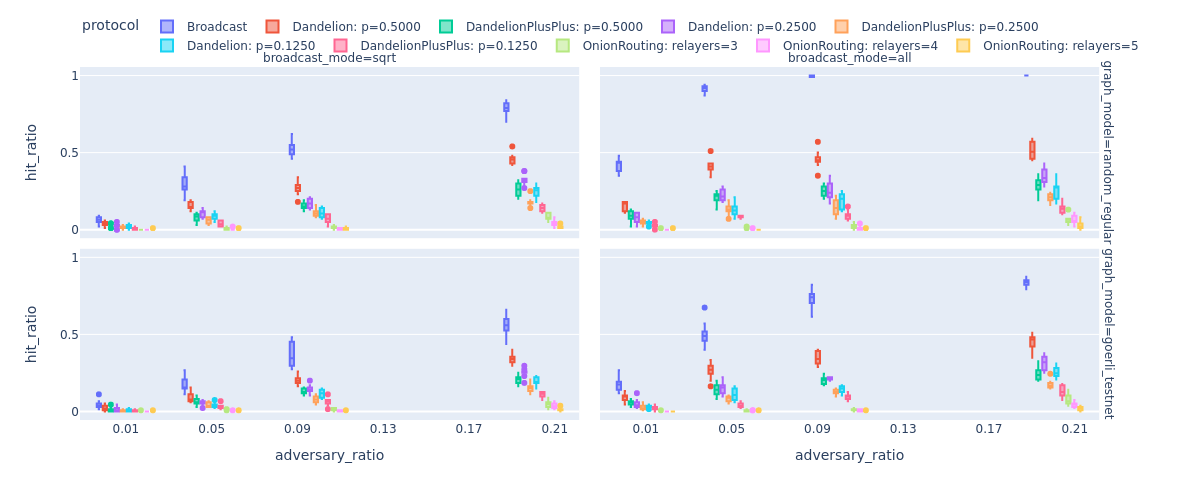 protocol
Broadcast Dandelion: p=0.5000 DandelionPlusPlus: p=0.5000 Dandelion: p=0.2500 DandelionPlusPlus: p=0.2500
Dandelion: p=0.1250 DandelionPlusPlus: p=0.1250 OnionRouting: relayers=3 OnionRouting: relayers=4 OnionRouting: relayers=5
broadcast_mode=sqrt broadcast_mode=all
1
0.5
0
hit_ratio
graph_model=random_regular
1
0.5
0
hit_ratio
graph_model=goerli_testnet
0.01 0.05 0.09 0.13 0.17 0.21
0.01 0.05 0.09 0.13 0.17 0.21
adversary_ratio adversary_ratio